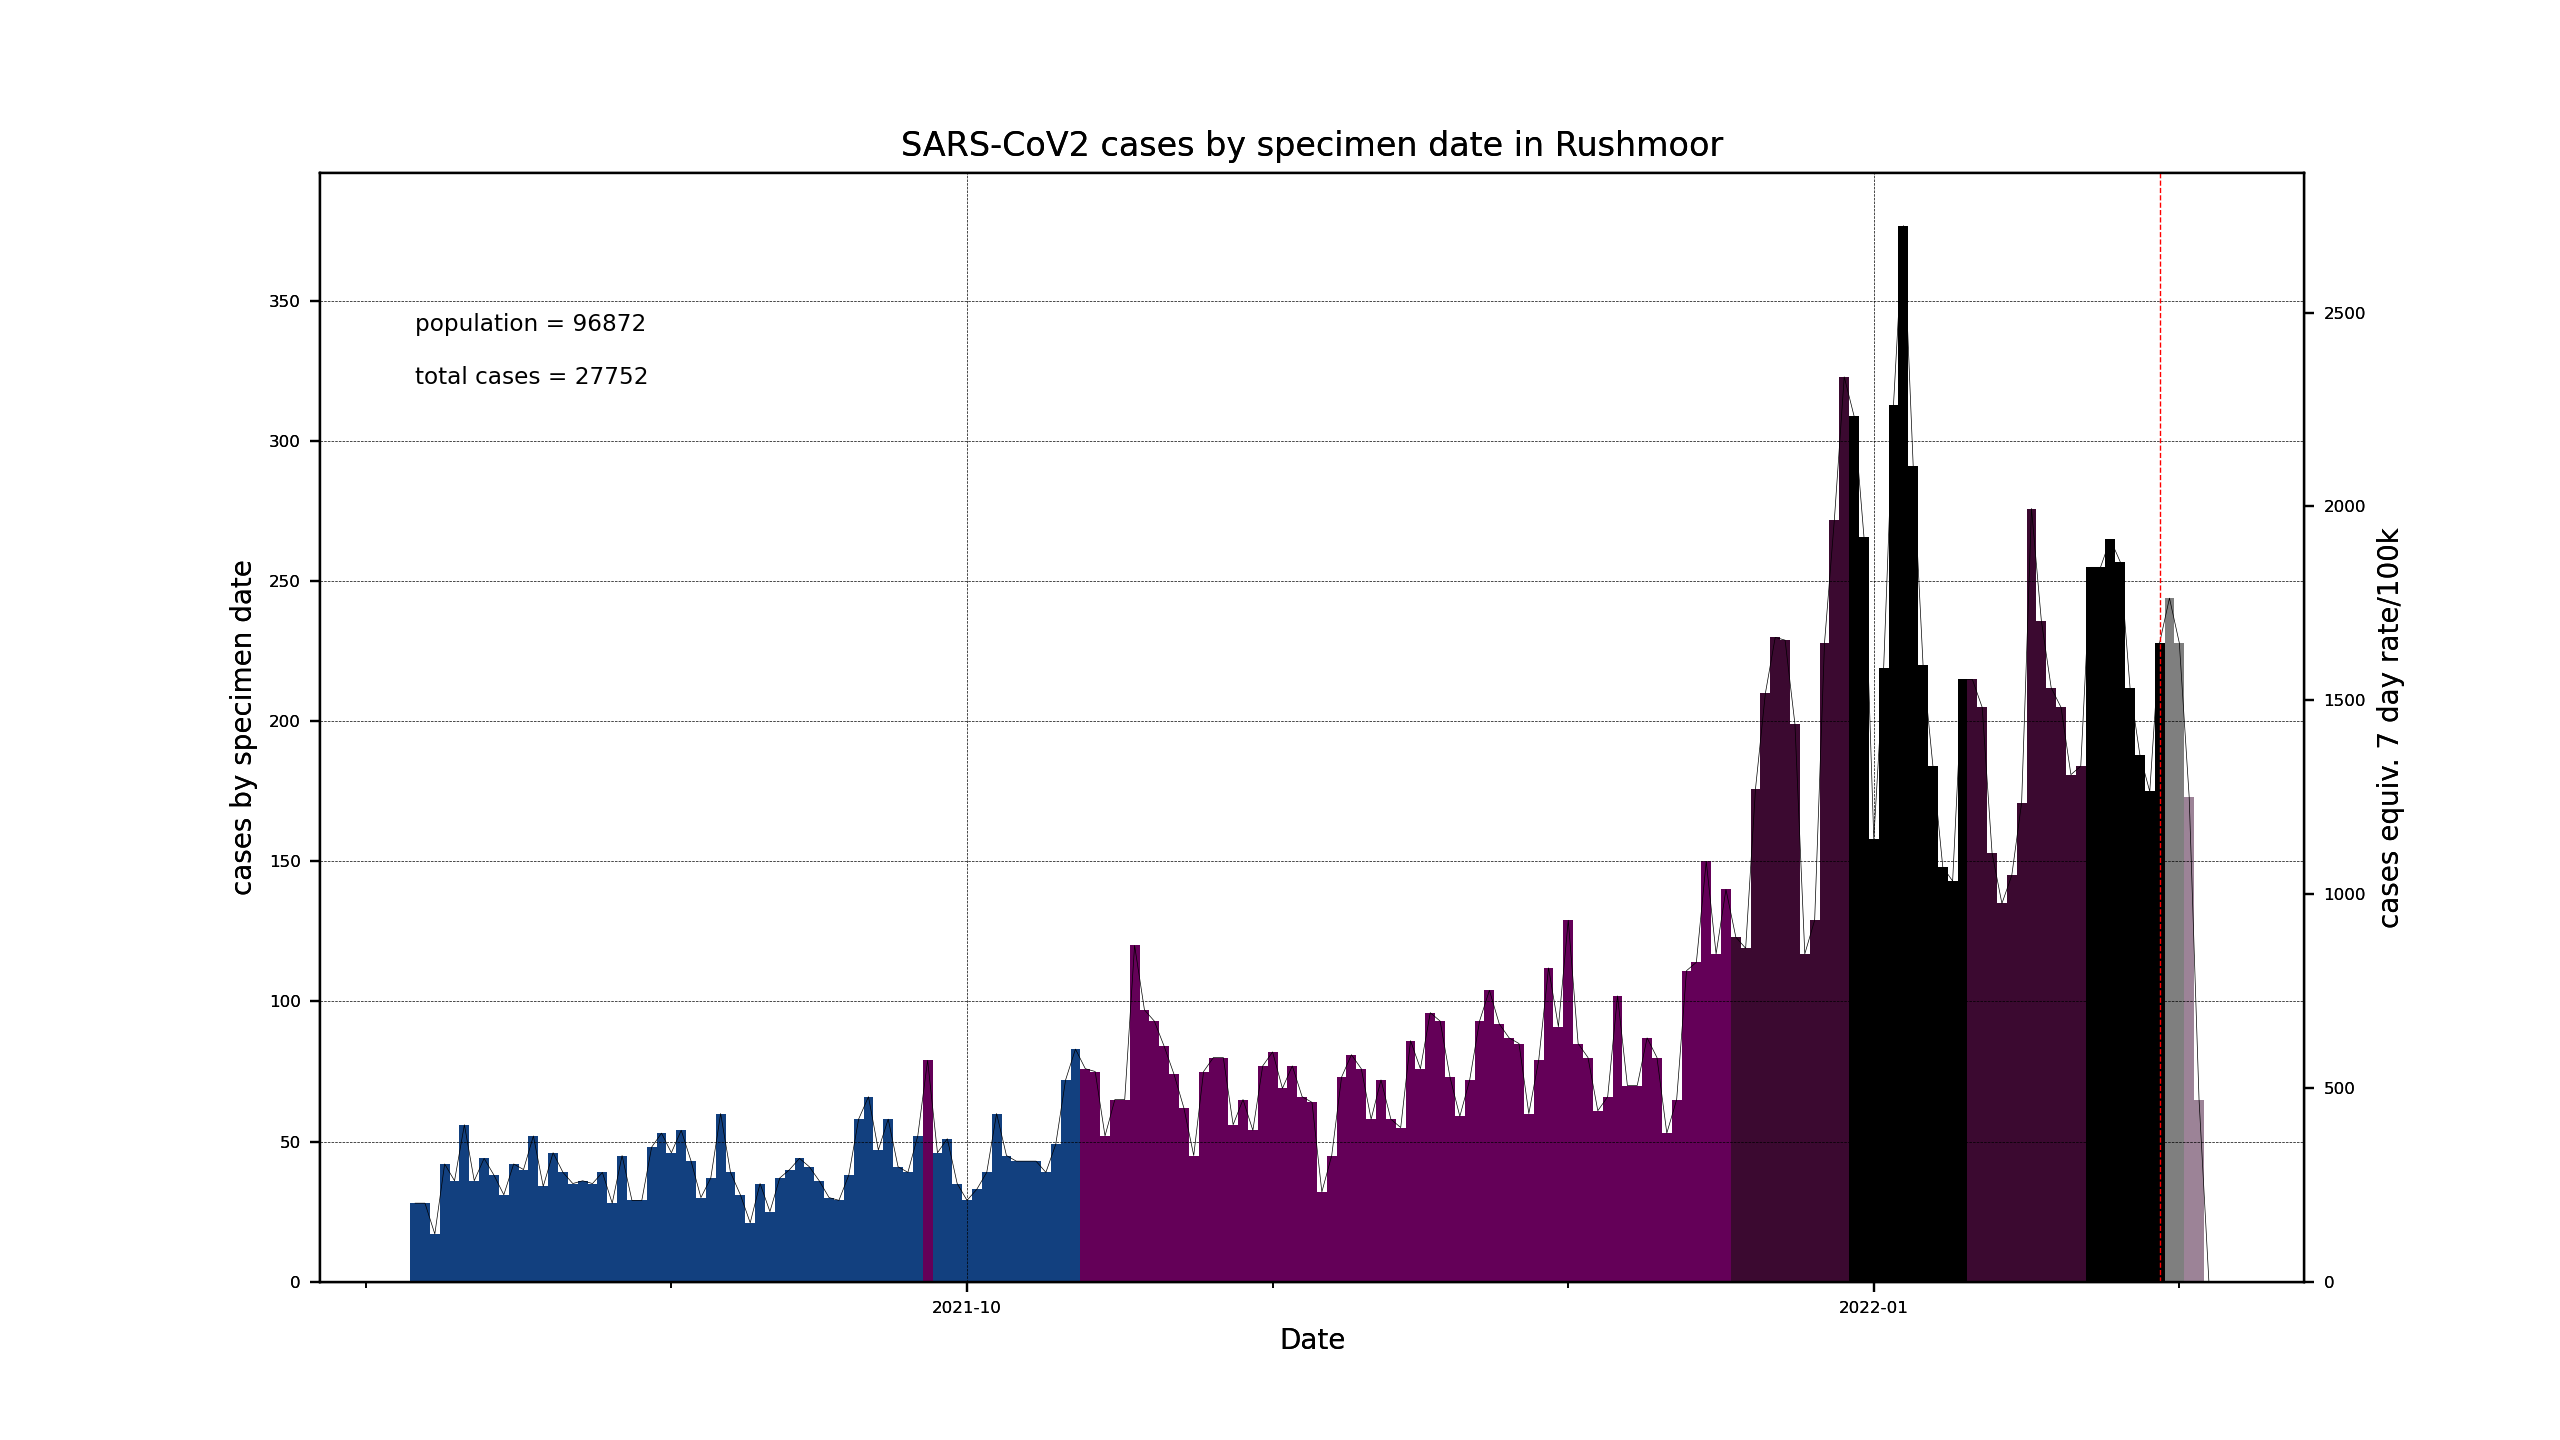 SARS-CoV2 cases by specimen date in Rushmoor
population = 96872
total cases = 27752
cases by specimen date
350
300
250
200
150
100
50
0
2500
2000
1500
1000
500
0
cases equiv. 7 day rate/100k
2021-10
2022-01
Date